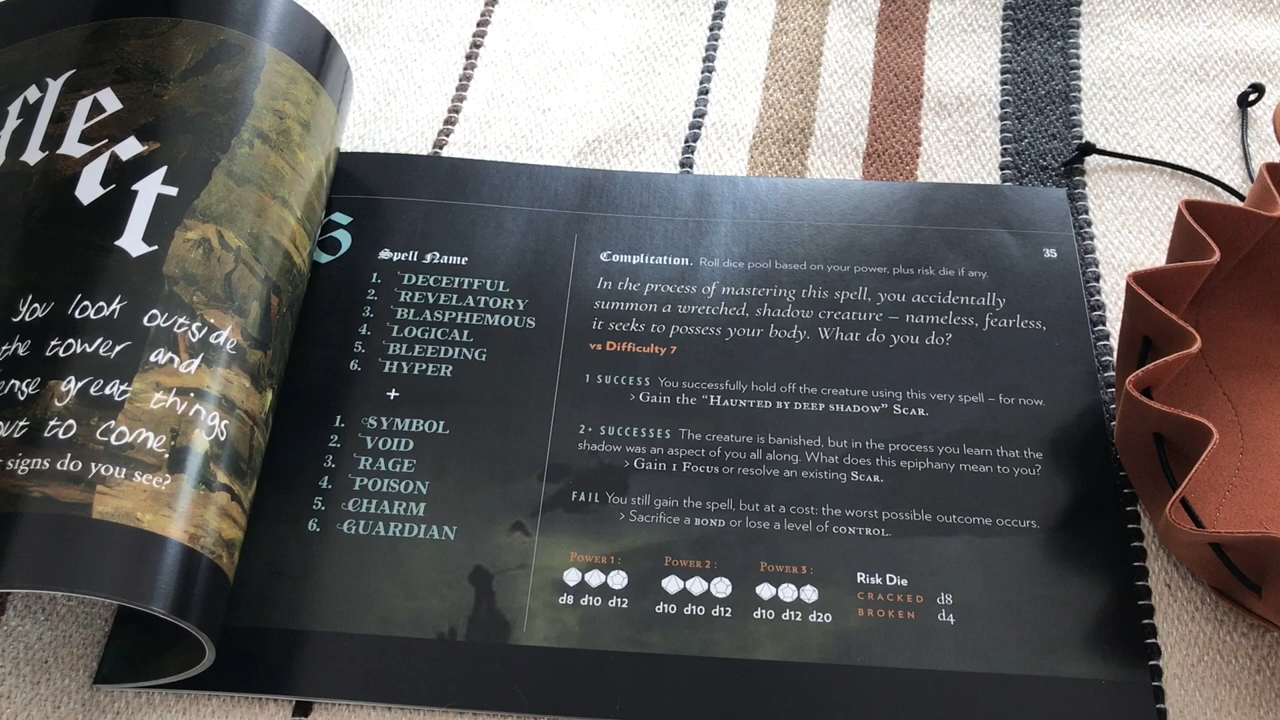 flect
You look outside
the tower and
great things
to come.
signs do you see?
6
Spell Name
1. DECEITFUL
2. REVELATORY
3. BLASPHEMOUS
4. LOGICAL
5. BLEEDING
6. HYPER
+
1. SYMBOL
2. VOID
3. RAGE
4. POISON
5. CHARM
6. GUARDIAN
35
Complication. Roll dice pool based on your power, plus risk die if any.
In the process of mastering this spell, you accidentally
summon a wretched, shadow creature – nameless, fearless,
it seeks to possess your body. What do you do?
vs Difficulty 7
1 SUCCESS You successfully hold off the creature using this very spell – for now.
> Gain the “HAUNTED BY DEEP SHADOW” SCAR.
2+ SUCCESSES The creature is banished, but in the process you learn that the
shadow was an aspect of you all along. What does this epiphany mean to you?
> Gain 1 FOCUS or resolve an existing SCAR.
FAIL You still gain the spell, but at a cost: the worst possible outcome occurs.
> Sacrifice a BOND or lose a level of CONTROL.
POWER 1:
d8 d10 d12
POWER 2:
d10 d10 d12
POWER 3:
d10 d12 d20
Risk Die
CRACKED d8
BROKEN d4